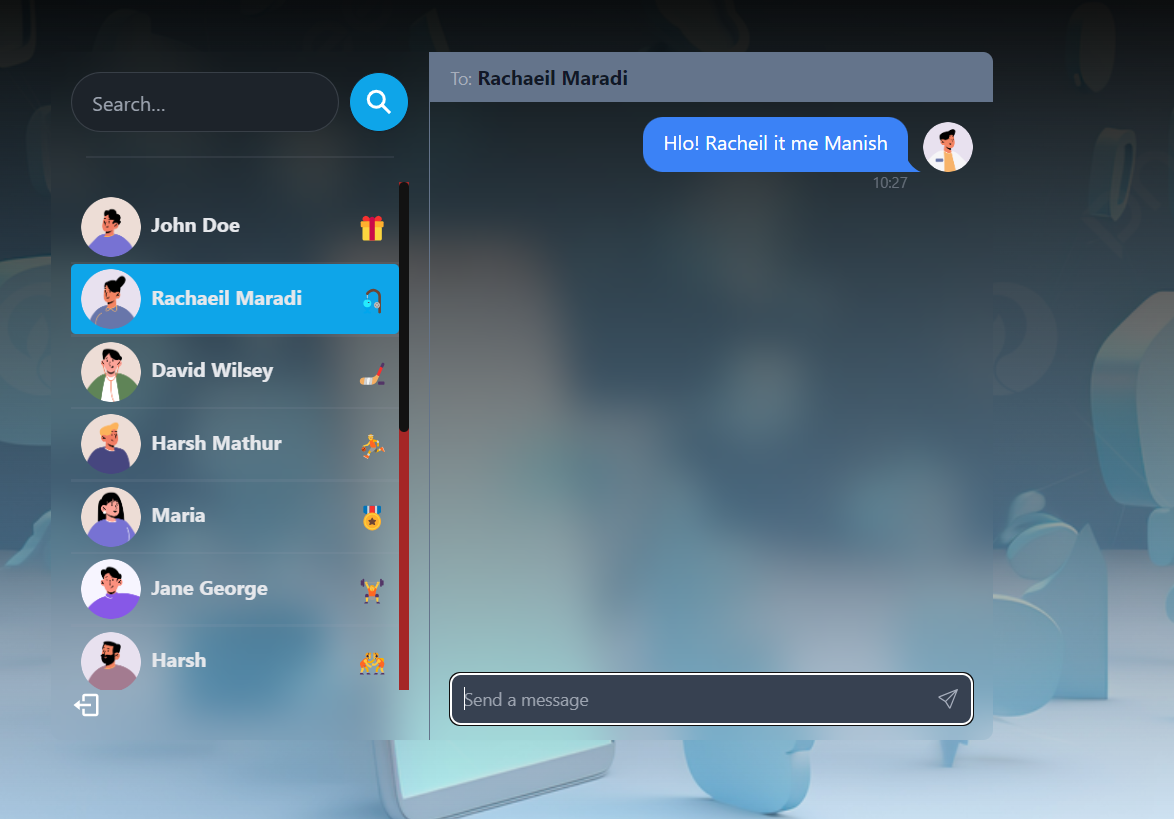 Search...
John Doe
Rachaeil Maradi
David Wilsey
Harsh Mathur
Maria
Jane George
Harsh
To: Rachaeil Maradi
Hlo! Racheil it me Manish
10:27
Send a message